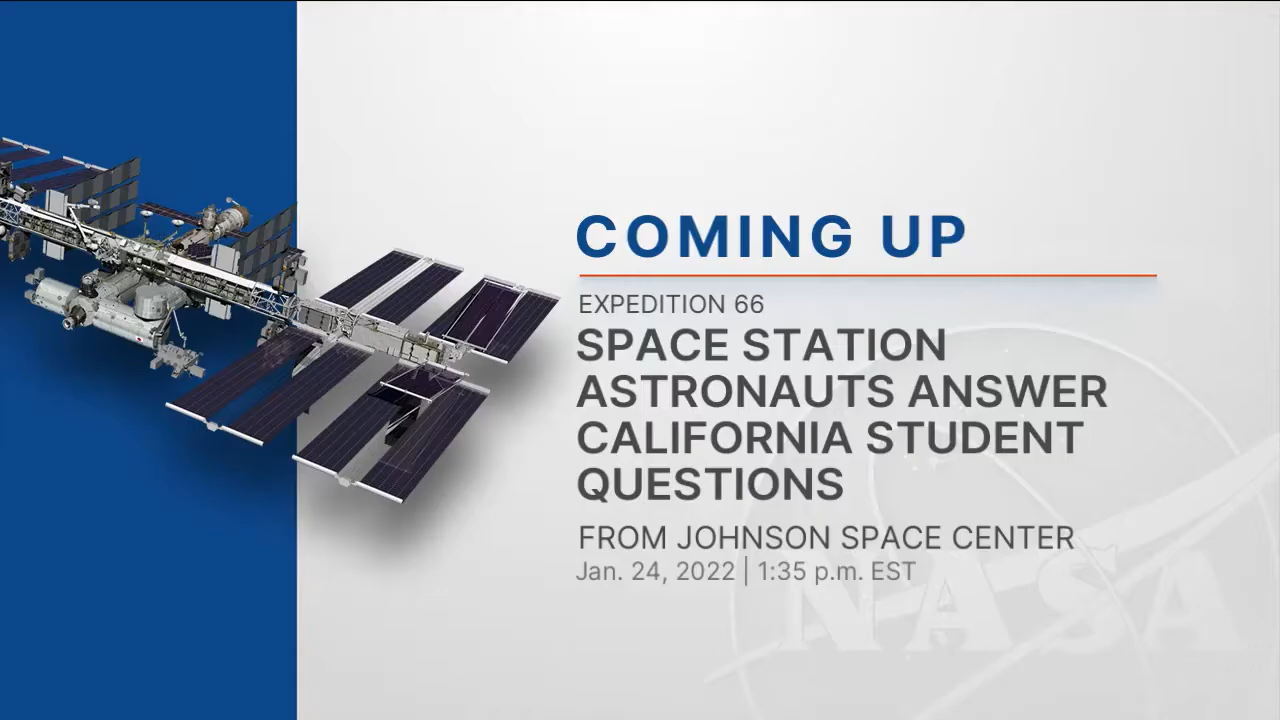 COMING UP
EXPEDITION 66
SPACE STATION
ASTRONAUTS ANSWER
CALIFORNIA STUDENT
QUESTIONS
FROM JOHNSON SPACE CENTER
Jan. 24, 2022 | 1:35 p.m. EST
NASA